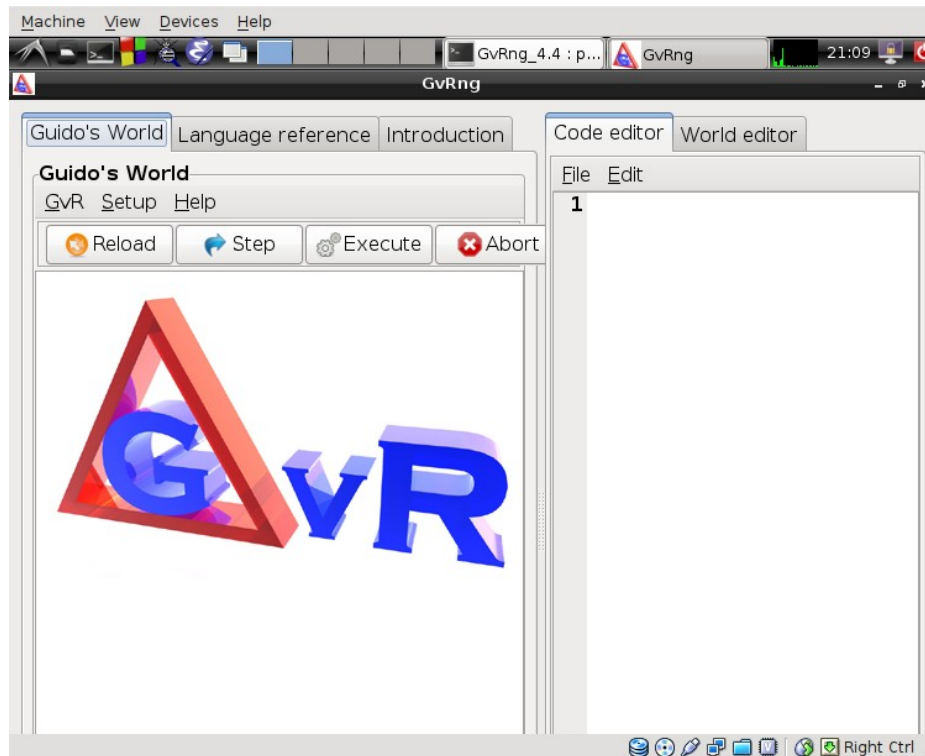 Machine View Devices Help
GvRng_4.4 : p... GvRng 21:09
GvRng
Guido's World Language reference Introduction
Code editor World editor
Guido's World
File Edit
GvR Setup Help
1
Reload Step Execute Abort
GvR
Right Ctrl